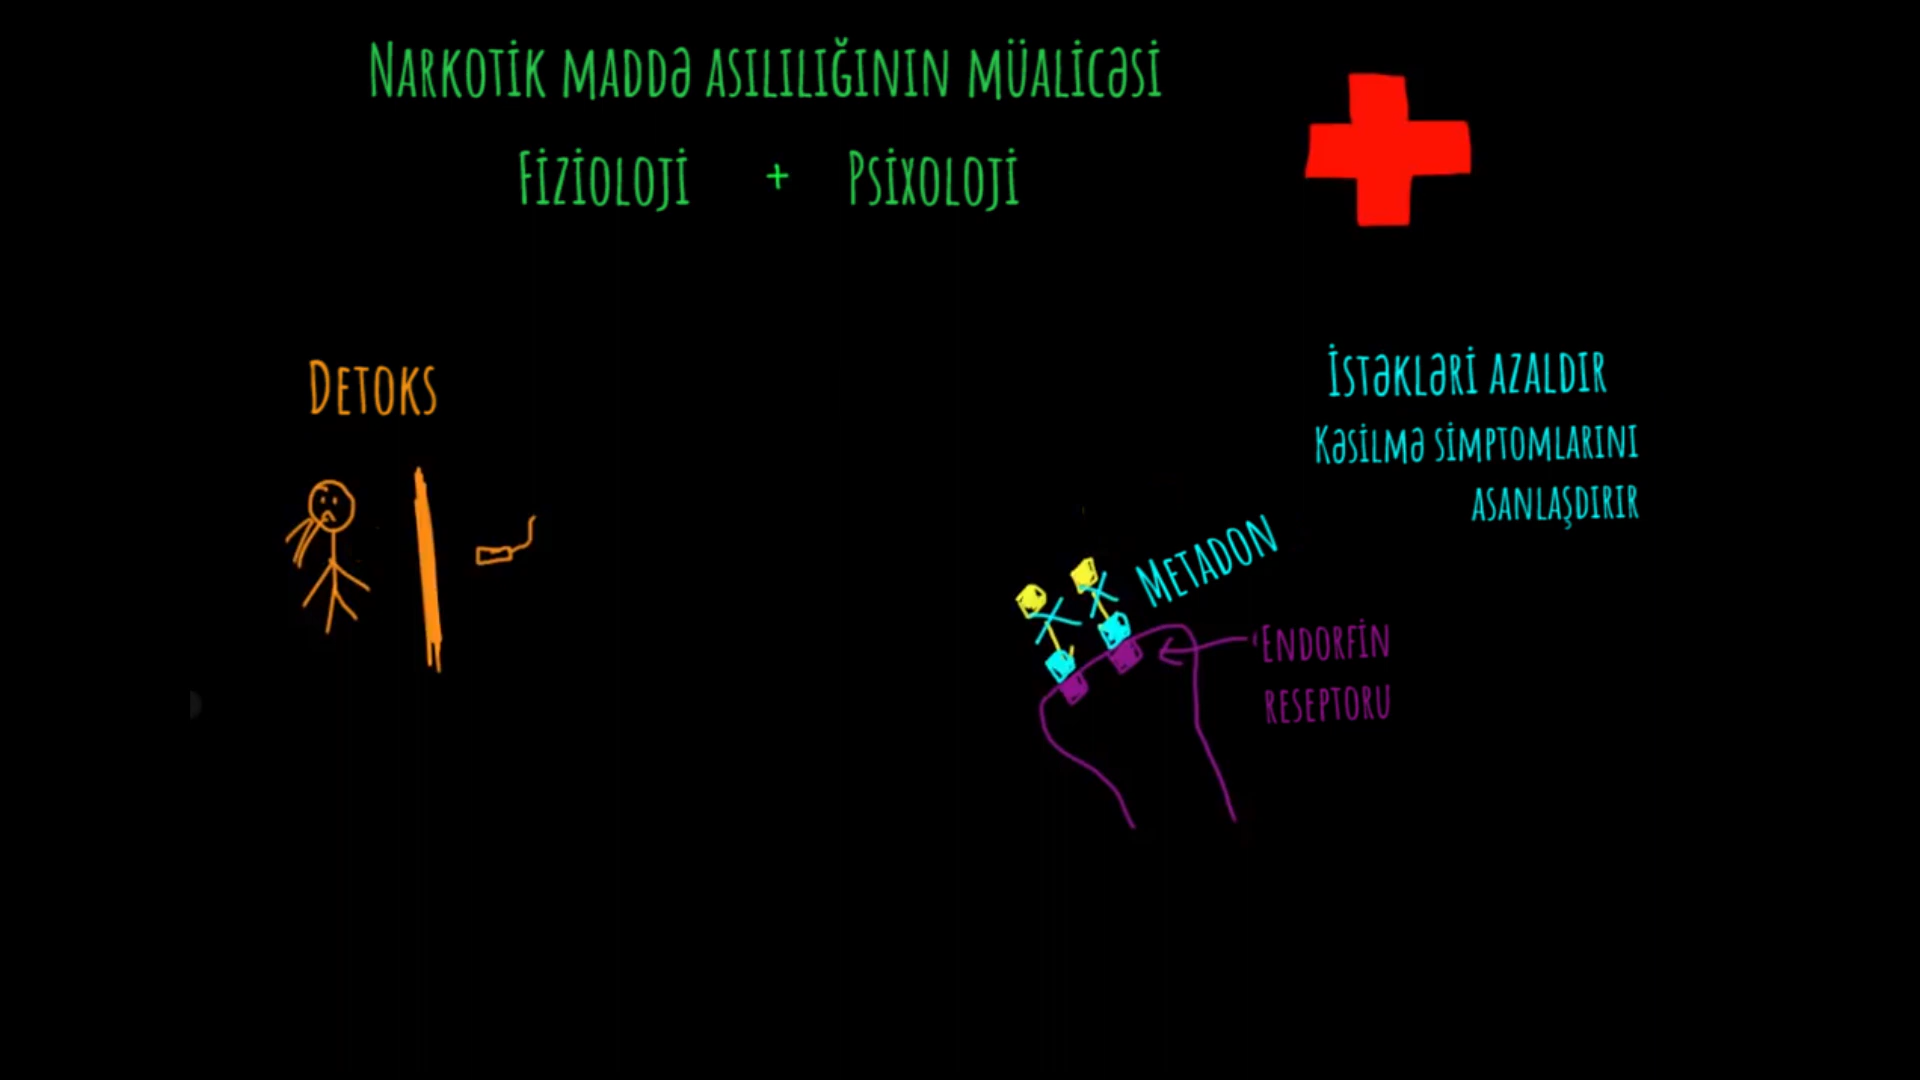 Narkotik maddə asılılığının müalicəsi
Fizioloji + Psixoloji
Detoks
İstəkləri azaldır
Kəsilmə simptomlarını
asanlaşdırır
Metadon
Endorfin
reseptoru